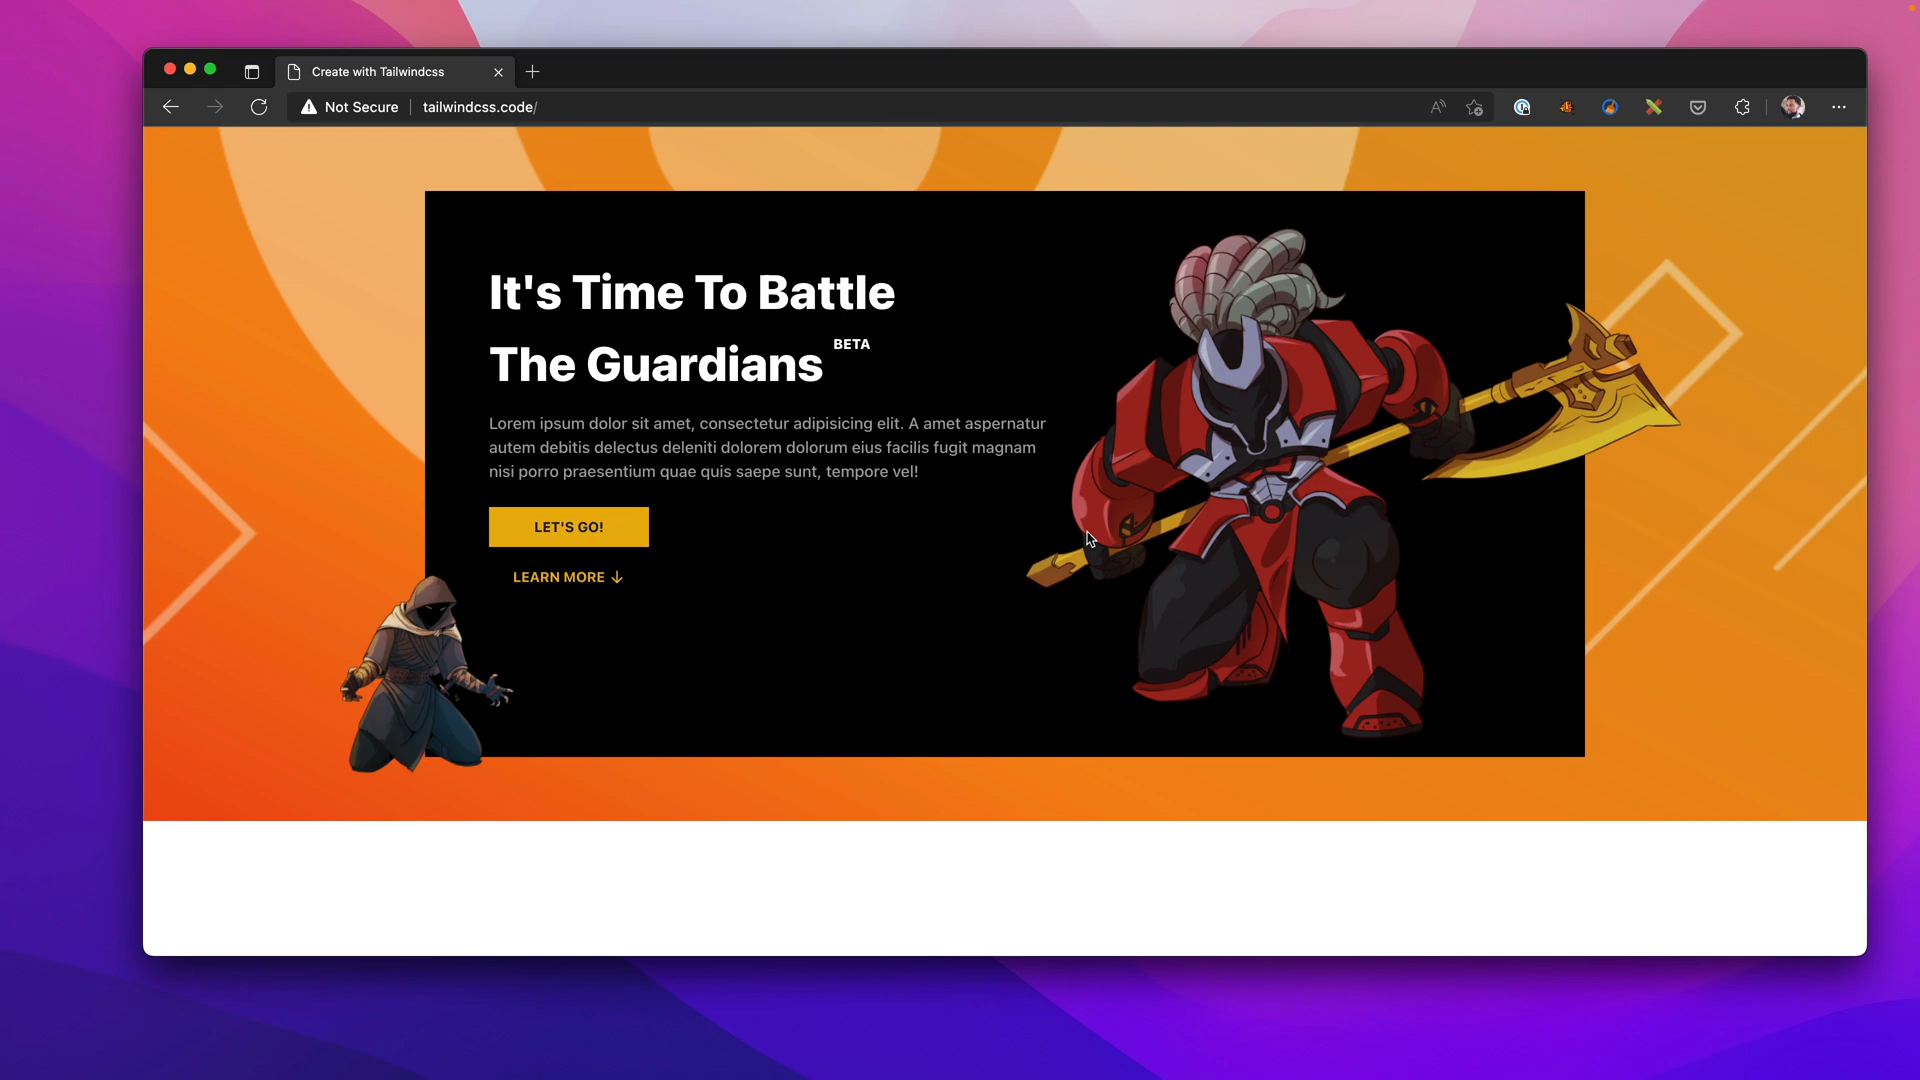 Create with Tailwindcss
Not Secure
tailwindcss.code/
It's Time To Battle
The Guardians BETA
Lorem ipsum dolor sit amet, consectetur adipisicing elit. A amet aspernatur
autem debitis delectus deleniti dolorem dolorum eius facilis fugit magnam
nisi porro praesentium quae quis saepe sunt, tempore vel!
LET'S GO!
LEARN MORE ↓